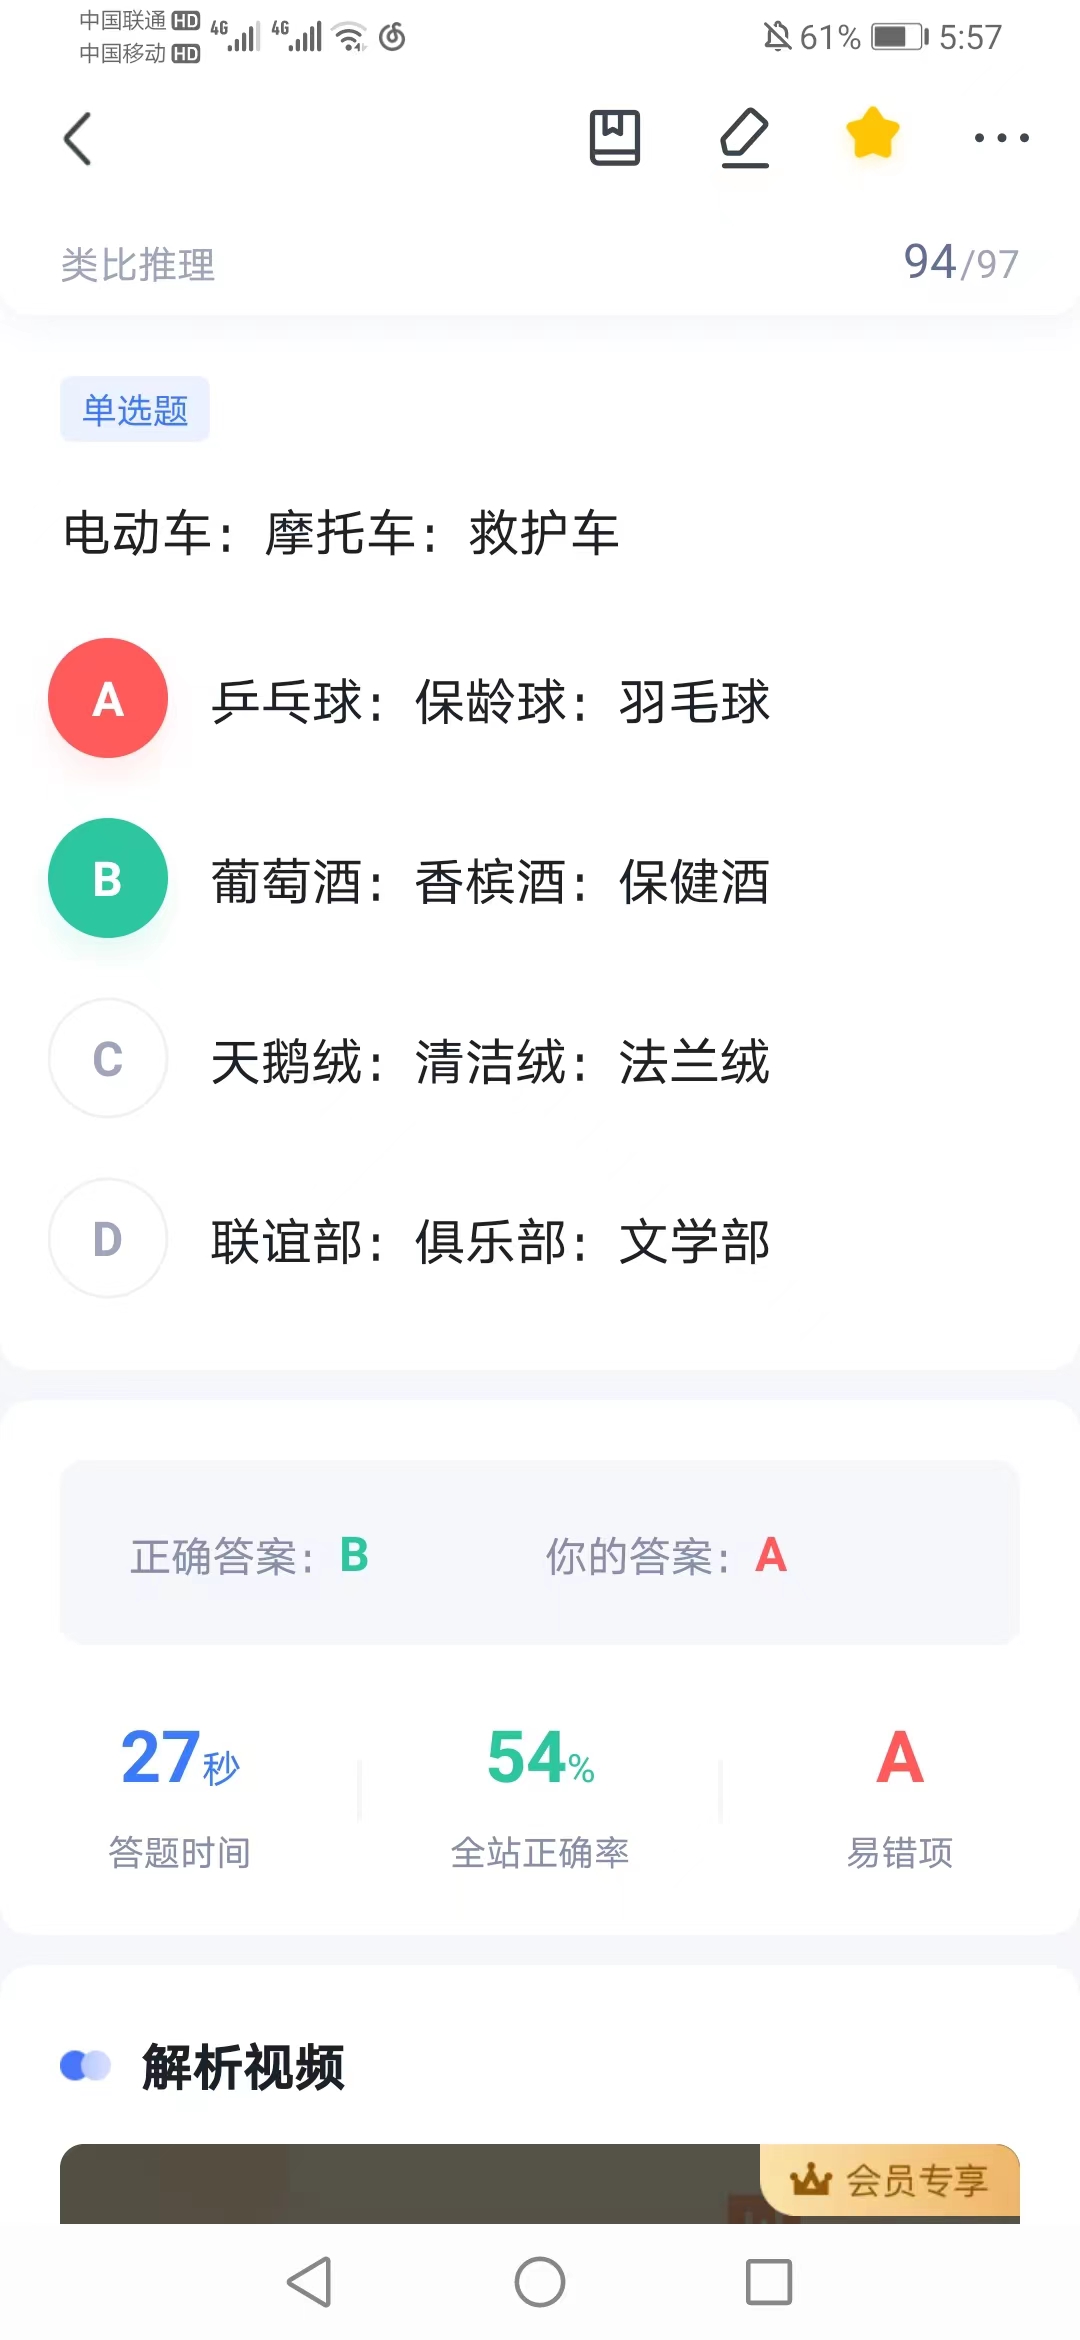 中国联通 HD 4G 4G 61% 5:57
中国移动 HD
类比推理 94/97
单选题
电动车：摩托车：救护车
A 乒乓球：保龄球：羽毛球
B 葡萄酒：香槟酒：保健酒
C 天鹅绒：清洁绒：法兰绒
D 联谊部：俱乐部：文学部
正确答案：B 你的答案：A
27秒 54% A
答题时间 全站正确率 易错项
解析视频
会员专享